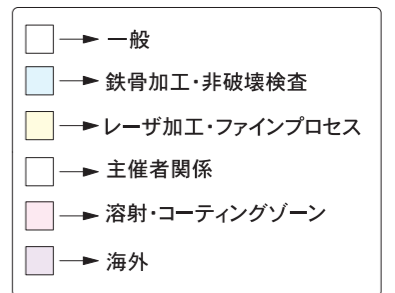 一般
鉄骨加工・非破壊検査
レーザ加工・ファインプロセス
主催者関係
溶射・コーティングゾーン
海外